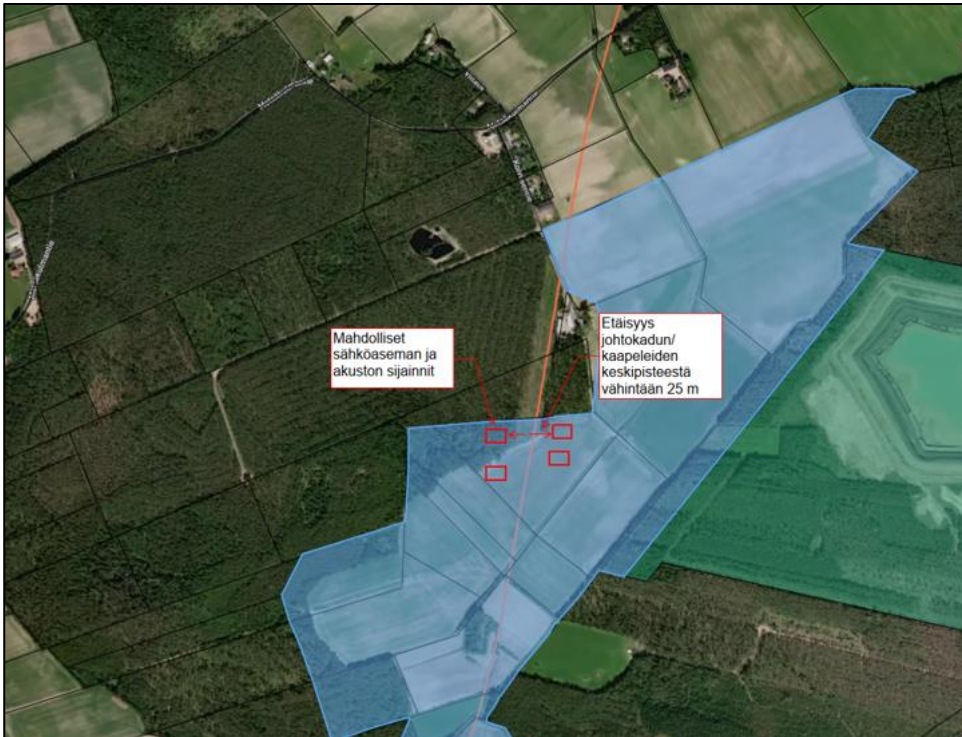 Mahdolliset
sähköaseman ja
akuston sijainnit
Etäisyys
johtokadun/
kaapeleiden
keskipisteestä
vähintään 25 m